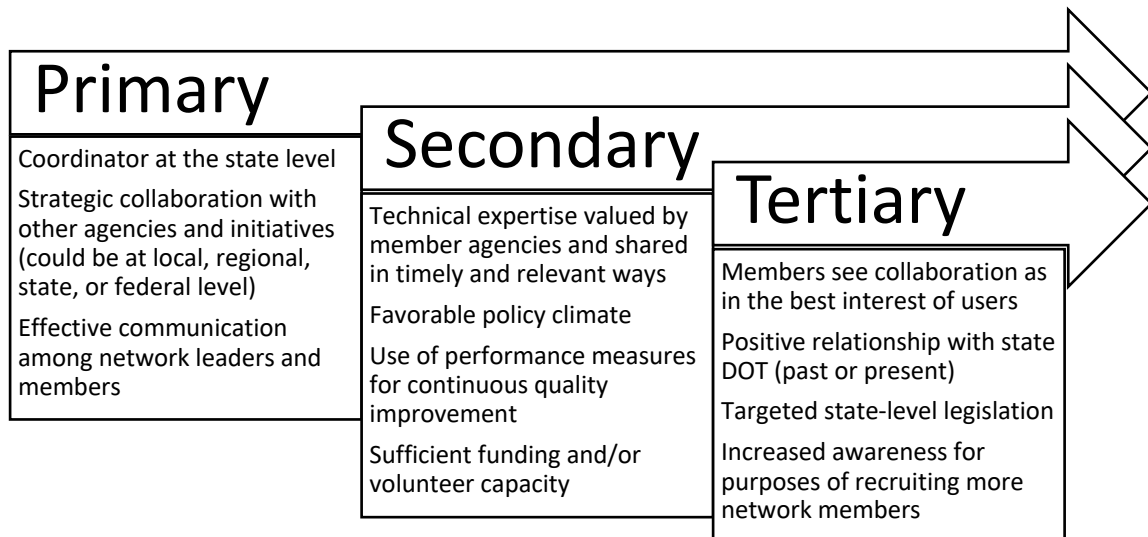 Primary
Coordinator at the state level
Strategic collaboration with
other agencies and initiatives
(could be at local, regional,
state, or federal level)
Effective communication
among network leaders and
members
Secondary
Technical expertise valued by
member agencies and shared
in timely and relevant ways
Favorable policy climate
Use of performance measures
for continuous quality
improvement
Sufficient funding and/or
volunteer capacity
Tertiary
Members see collaboration as
in the best interest of users
Positive relationship with state
DOT (past or present)
Targeted state-level legislation
Increased awareness for
purposes of recruiting more
network members